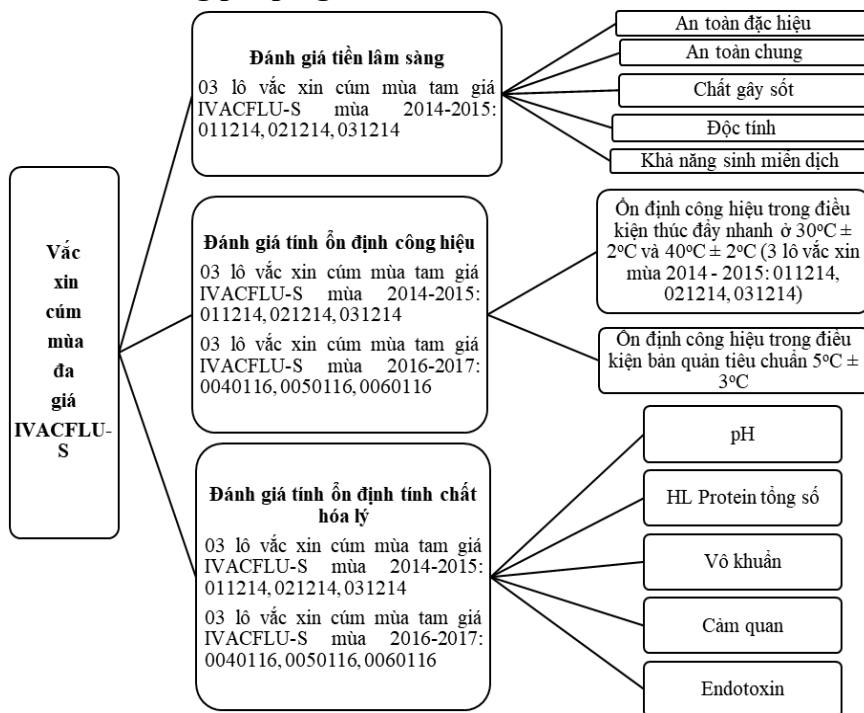 Vắc
xin
cúm
mùa
đa
giá
IVACFLU-
S
Đánh giá tiền lâm sàng
03 lô vắc xin cúm mùa tam giá
IVACFLU-S mùa 2014-2015:
011214, 021214, 031214
An toàn đặc hiệu
An toàn chung
Chất gây sốt
Độc tính
Khả năng sinh miễn dịch
Đánh giá tính ổn định công hiệu
03 lô vắc xin cúm mùa tam giá
IVACFLU-S mùa 2014-2015:
011214, 021214, 031214
03 lô vắc xin cúm mùa tam giá
IVACFLU-S mùa 2016-2017:
0040116, 0050116, 0060116
Ổn định công hiệu trong điều
kiện thúc đẩy nhanh ở 30ºC ±
2ºC và 40ºC ± 2ºC (3 lô vắc xin
mùa 2014 - 2015: 011214,
021214, 031214)
Ổn định công hiệu trong điều
kiện bản quản tiêu chuẩn 5ºC ±
3ºC
Đánh giá tính ổn định tính chất
hóa lý
03 lô vắc xin cúm mùa tam giá
IVACFLU-S mùa 2014-2015:
011214, 021214, 031214
03 lô vắc xin cúm mùa tam giá
IVACFLU-S mùa 2016-2017:
0040116, 0050116, 0060116
pH
HL Protein tổng số
Vô khuẩn
Cảm quan
Endotoxin